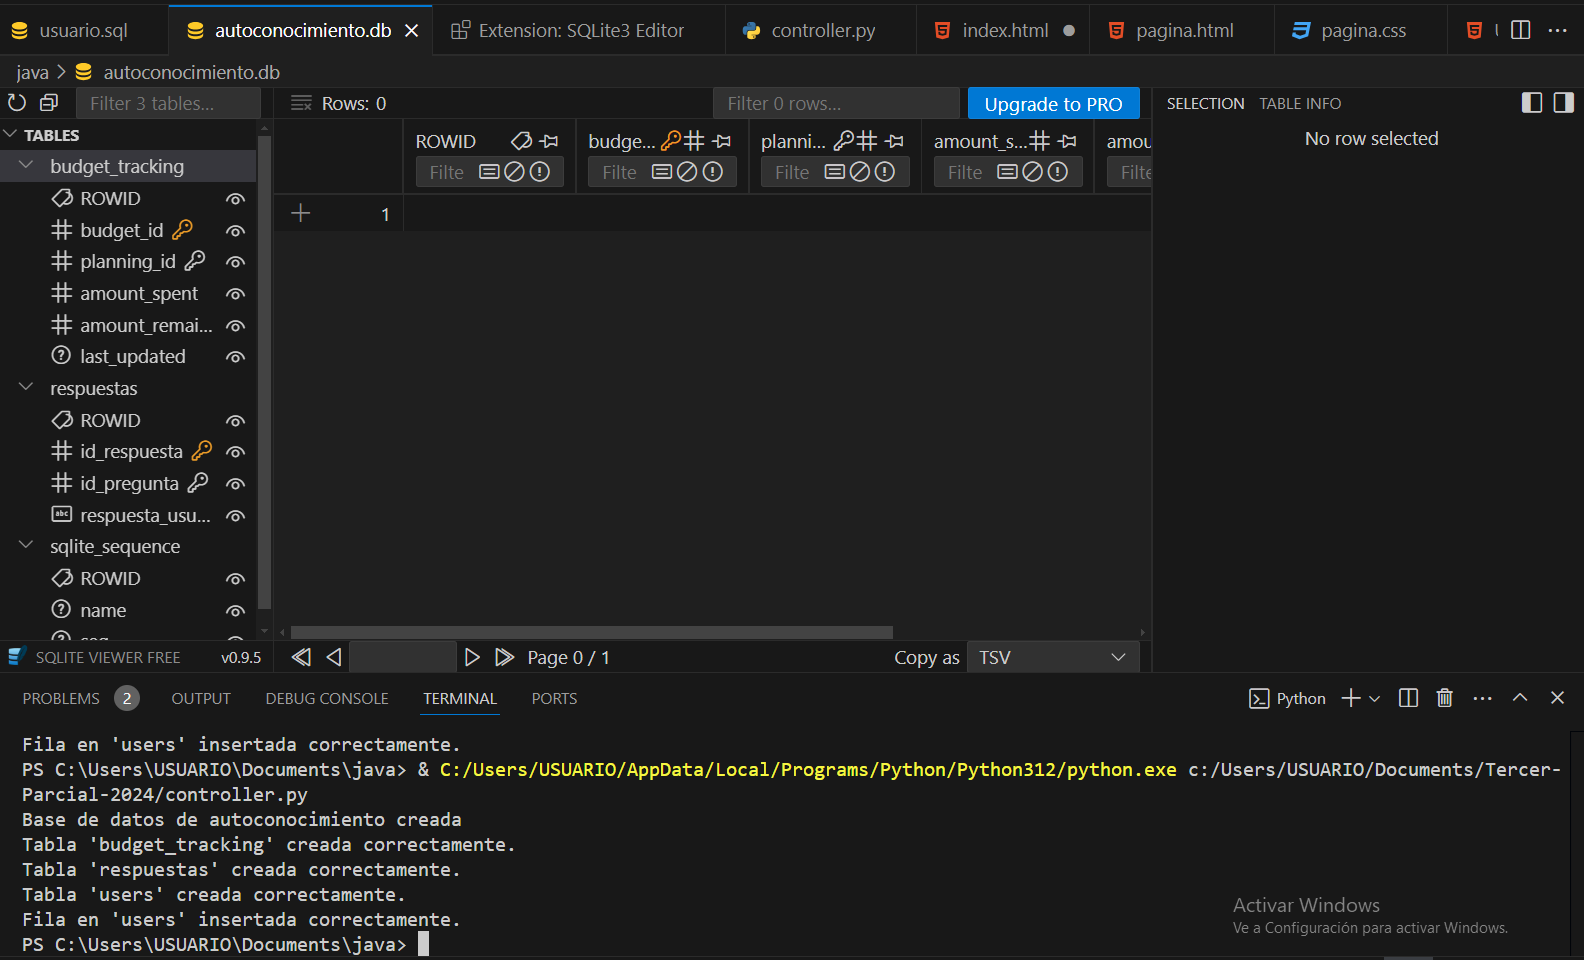 usuario.sql
autoconocimiento.db
Extension: SQLite3 Editor
controller.py
index.html
pagina.html
pagina.css
java > autoconocimiento.db
Filter 3 tables...
Rows: 0
Filter 0 rows...
Upgrade to PRO
SELECTION
TABLE INFO
No row selected
TABLES
budget_tracking
ROWID
budget_id
planning_id
amount_spent
amount_remai...
last_updated
respuestas
ROWID
id_respuesta
id_pregunta
respuesta_usu...
sqlite_sequence
ROWID
name
ROWID
budge...
planni...
amount_s...
amou
Filte
Filte
Filte
Filte
Filte
1
SQLITE VIEWER FREE
v0.9.5
Page 0 / 1
Copy as
TSV
PROBLEMS 2
OUTPUT
DEBUG CONSOLE
TERMINAL
PORTS
Python
Fila en 'users' insertada correctamente.
PS C:\Users\USUARIO\Documents\java> & C:/Users/USUARIO/AppData/Local/Programs/Python/Python312/python.exe c:/Users/USUARIO/Documents/Tercer-
Parcial-2024/controller.py
Base de datos de autoconocimiento creada
Tabla 'budget_tracking' creada correctamente.
Tabla 'respuestas' creada correctamente.
Tabla 'users' creada correctamente.
Fila en 'users' insertada correctamente.
PS C:\Users\USUARIO\Documents\java>
Activar Windows
Ve a Configuración para activar Windows.